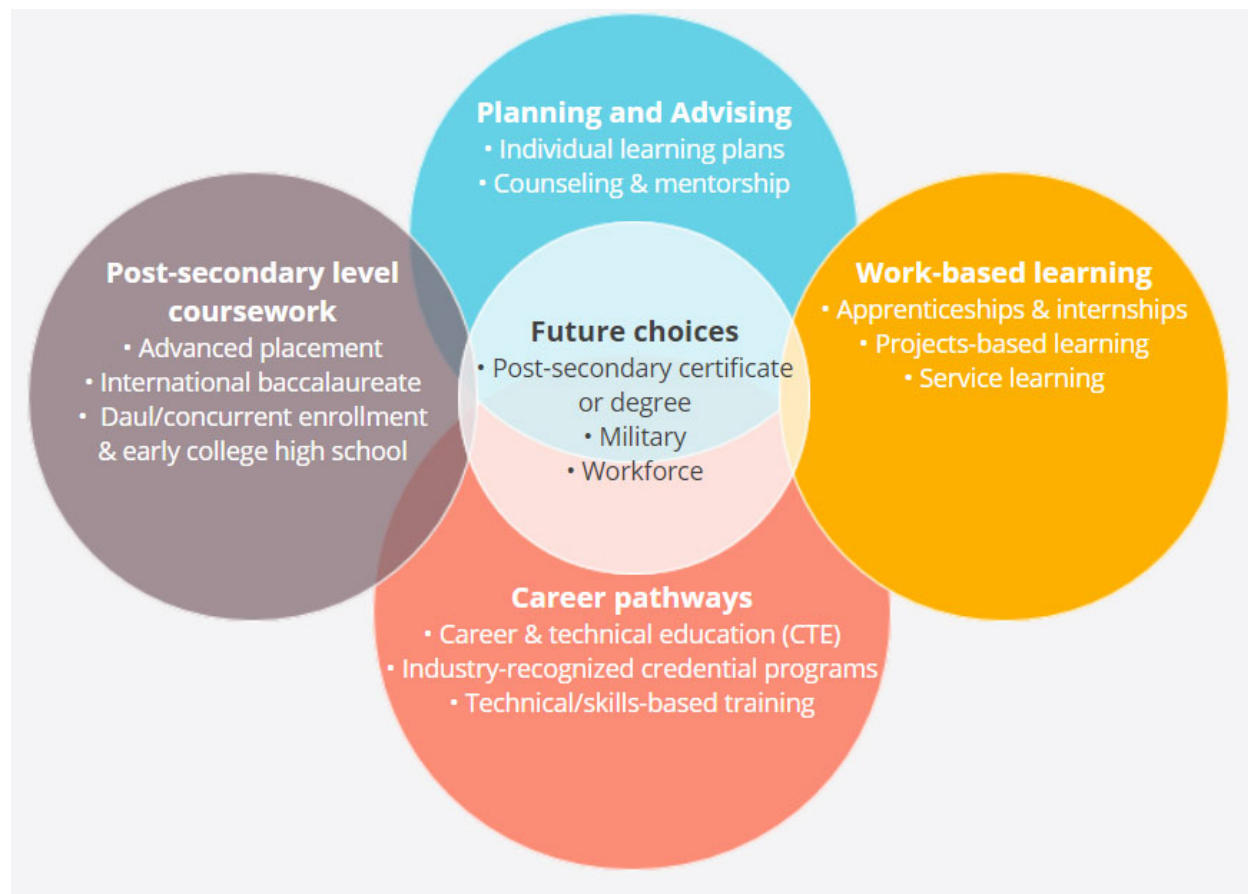 Planning and Advising
• Individual learning plans
• Counseling & mentorship
Post-secondary level
coursework
• Advanced placement
• International baccalaureate
• Daul/concurrent enrollment
& early college high school
Future choices
• Post-secondary certificate
or degree
• Military
• Workforce
Work-based learning
• Apprenticeships & internships
• Projects-based learning
• Service learning
Career pathways
• Career & technical education (CTE)
• Industry-recognized credential programs
• Technical/skills-based training